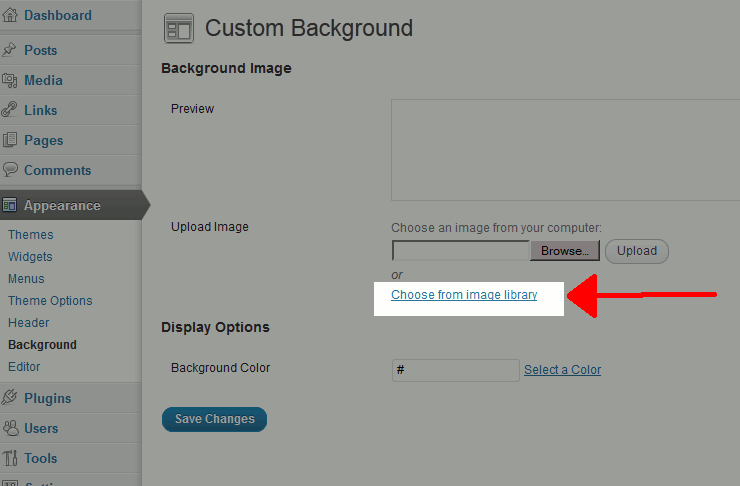 Dashboard
Posts
Media
Links
Pages
Comments
Appearance
Themes
Widgets
Menus
Theme Options
Header
Background
Editor
Plugins
Users
Tools
Custom Background
Background Image
Preview
Upload Image
Choose an image from your computer:
Browse... Upload
or
Choose from image library
Display Options
Background Color # Select a Color
Save Changes